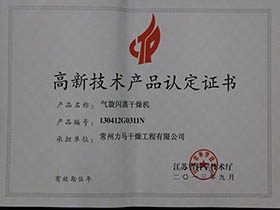 高新技术产品认定证书
产品名称：气旋闪蒸干燥机
产品编号：130412G0311N
承担单位：常州力马干燥工程有限公司
江苏省科学技术厅
二〇一三年九月
有效期伍年